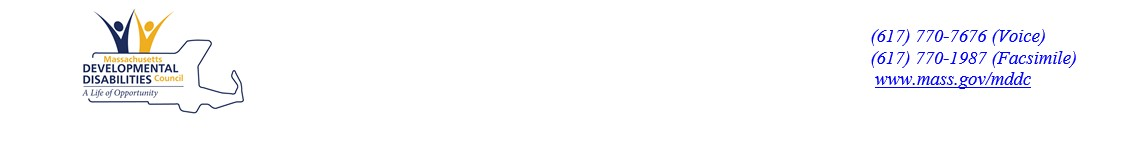 Massachusetts
DEVELOPMENTAL
DISABILITIES Council
A Life of Opportunity
(617) 770-7676 (Voice)
(617) 770-1987 (Facsimile)
www.mass.gov/mddc